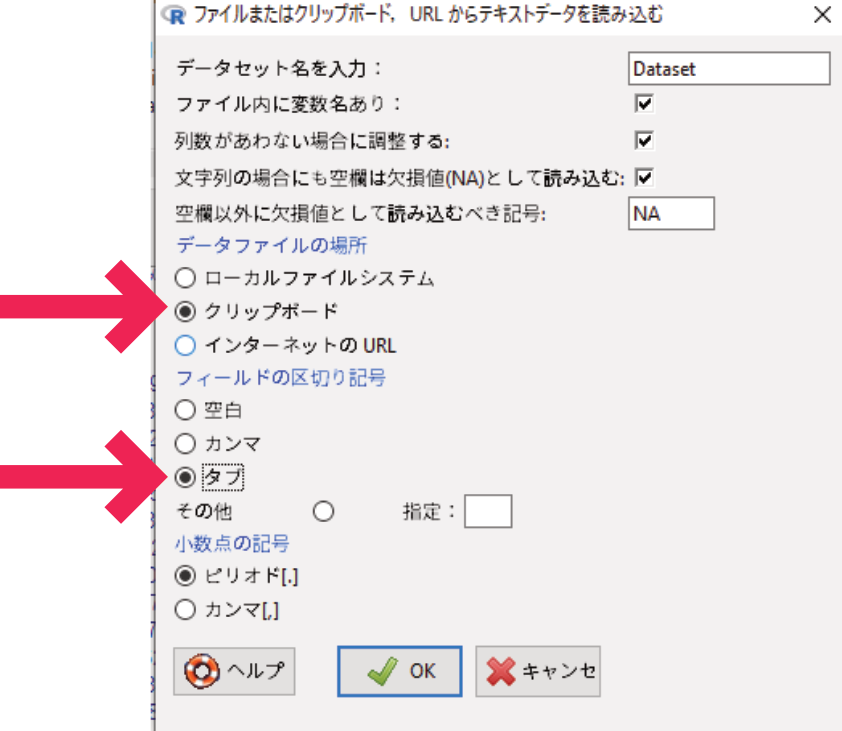 ファイルまたはクリップボード, URL からテキストデータを読み込む
データセット名を入力： Dataset
ファイル内に変数名あり：
列数があわない場合に調整する:
文字列の場合にも空欄は欠損値(NA)として読み込む:
空欄以外に欠損値として読み込むべき記号: NA
データファイルの場所
ローカルファイルシステム
クリップボード
インターネットの URL
フィールドの区切り記号
空白
カンマ
タブ
その他 指定：
小数点の記号
ピリオド[.]
カンマ[,]
ヘルプ OK キャンセ